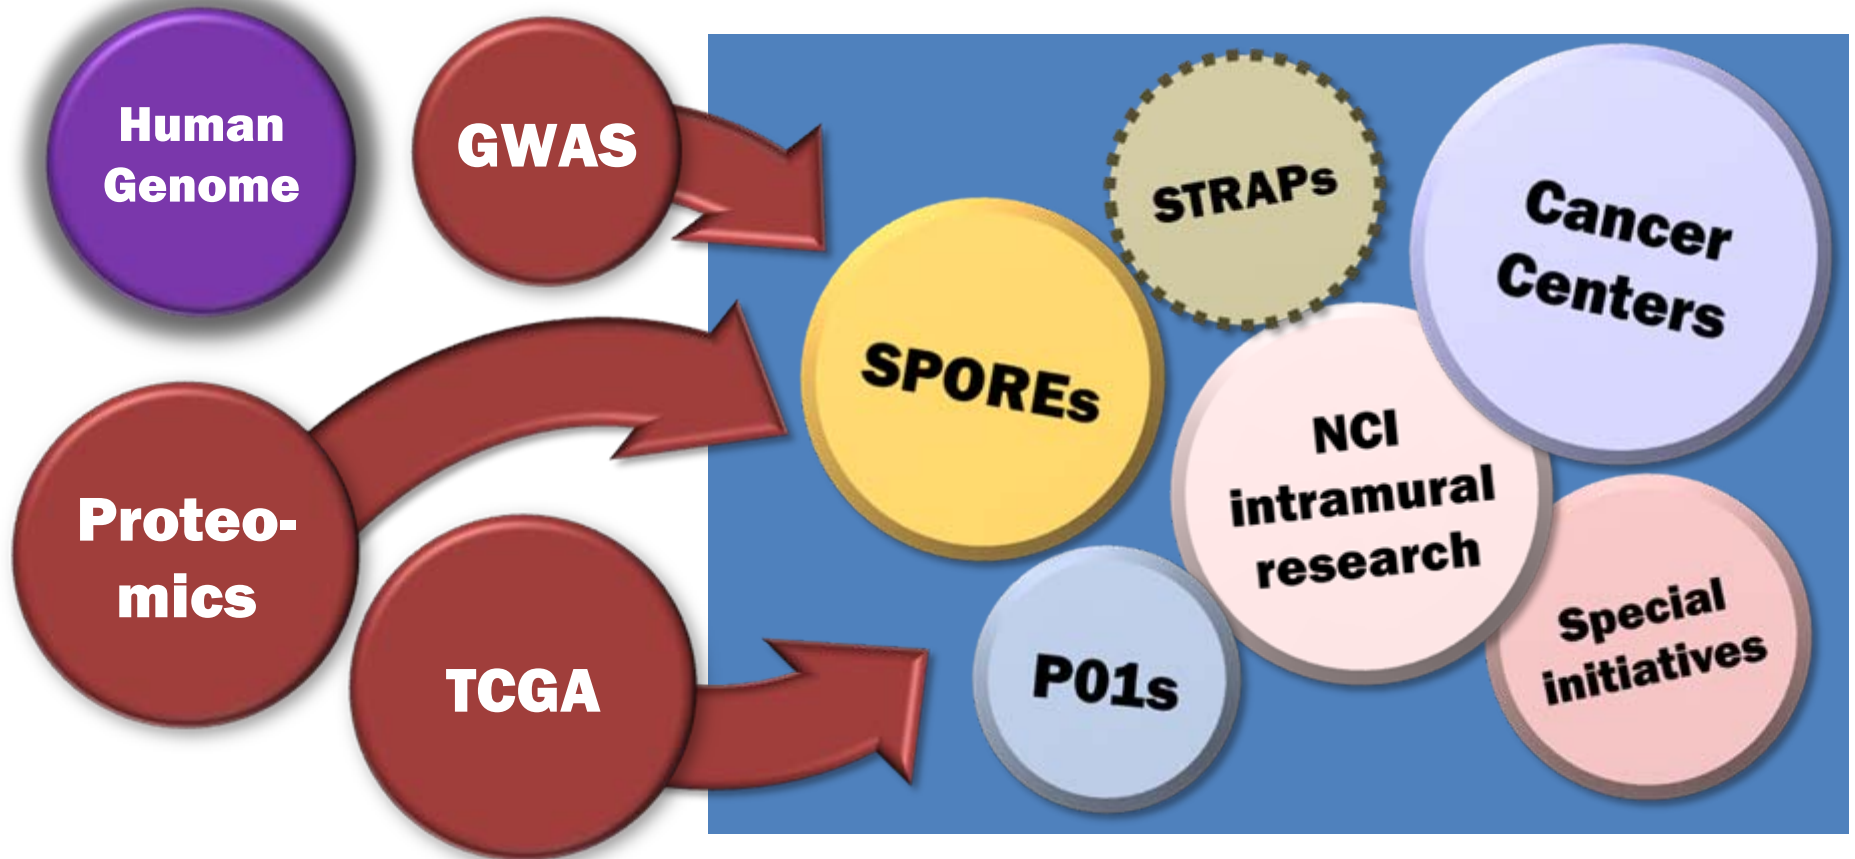 Human
Genome
GWAS
Proteo-
mics
TCGA
STRAPs
Cancer
Centers
SPOREs
NCI
intramural
research
P01s
Special
initiatives